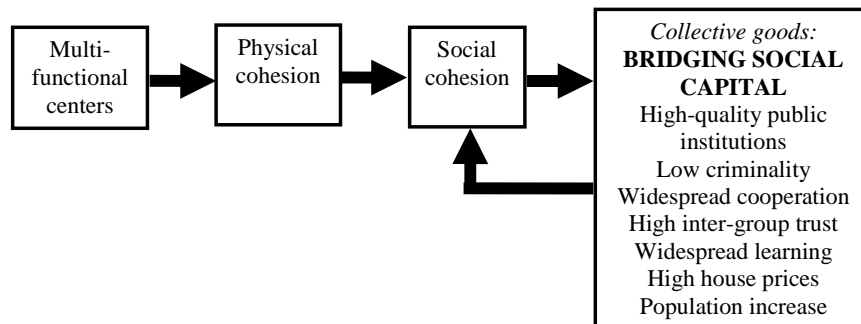 Multi-
functional
centers
Physical
cohesion
Social
cohesion
Collective goods:
BRIDGING SOCIAL
CAPITAL
High-quality public
institutions
Low criminality
Widespread cooperation
High inter-group trust
Widespread learning
High house prices
Population increase